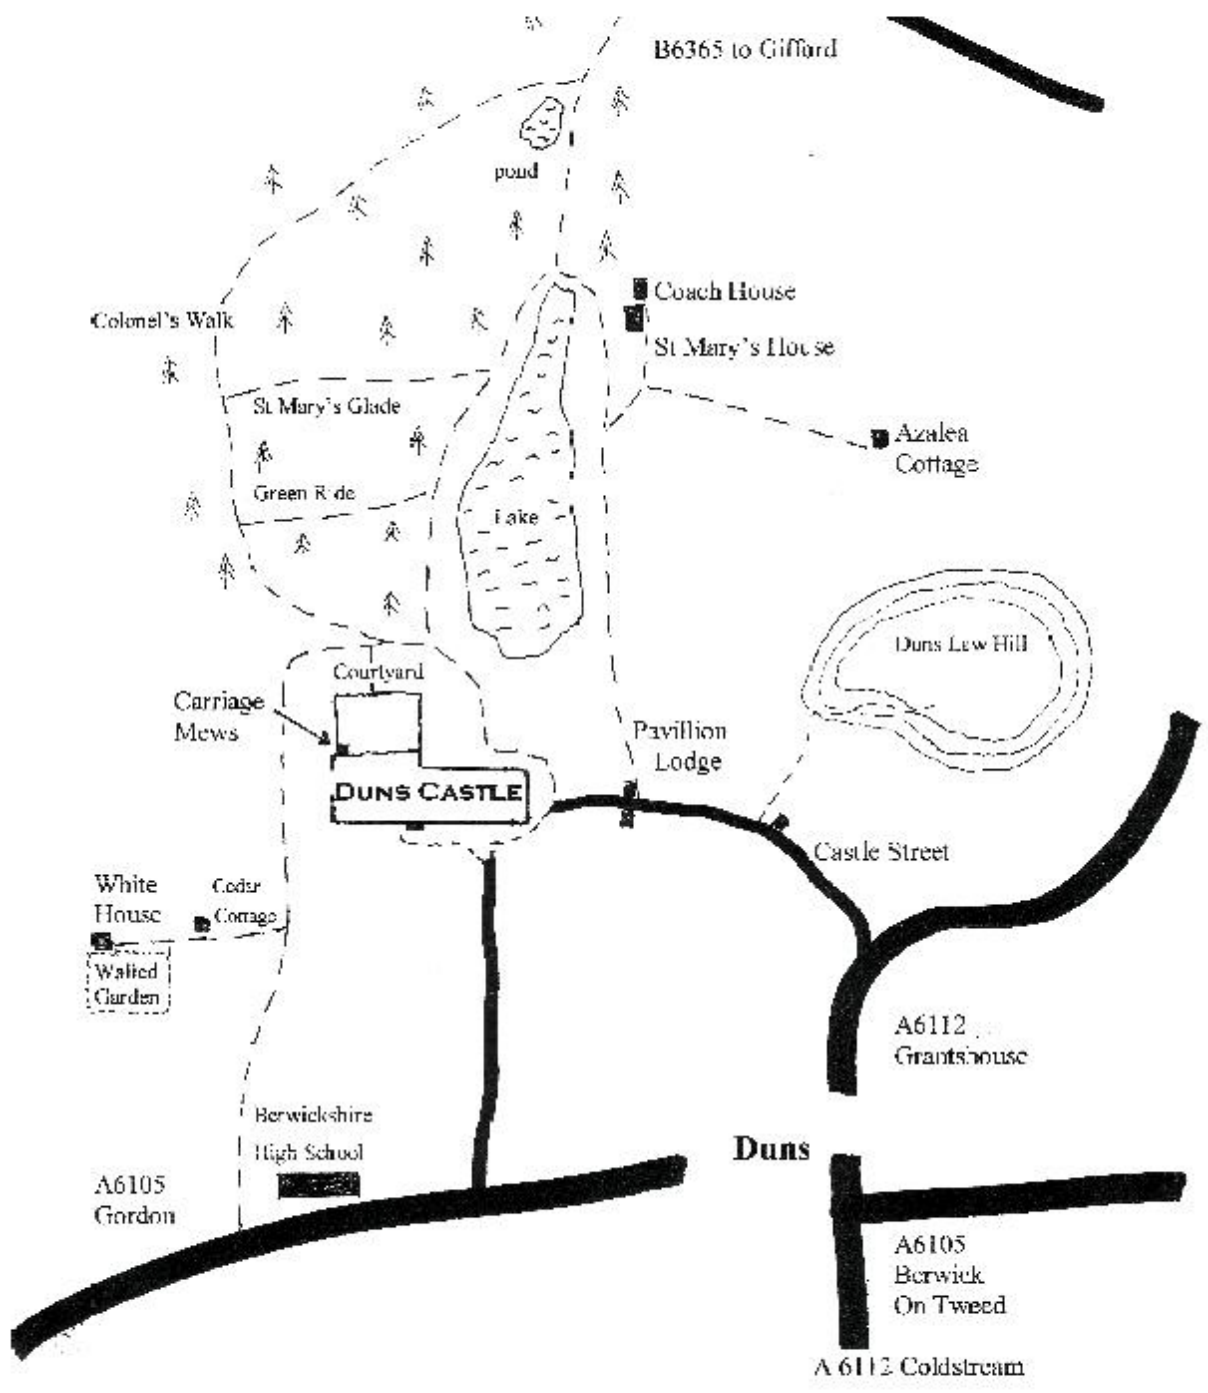 B6365 to Gifford
pond
Coach House
Colonel's Walk
St Mary's House
St Mary's Glade
Azalea
Cottage
Green Ride
Lake
Duns Law Hill
Courtyard
Carriage
Mews
Pavillion
Lodge
DUNS CASTLE
Castle Street
White
House
Cedar
Cottage
Walled
Garden
A6112
Grantshouse
Berwickshire
High School
Duns
A6105
Gordon
A6105
Berwick
On Tweed
A 6112 Coldstream